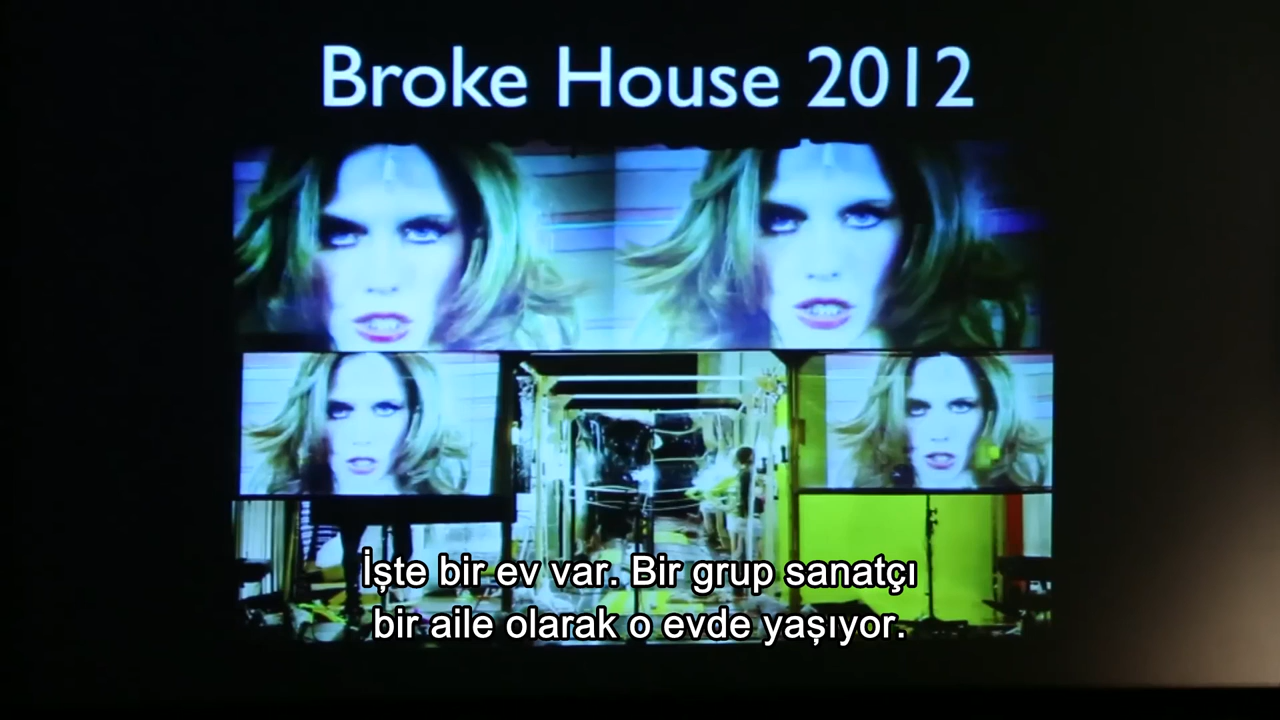 Broke House 2012
İşte bir ev var. Bir grup sanatçı
bir aile olarak o evde yaşıyor.